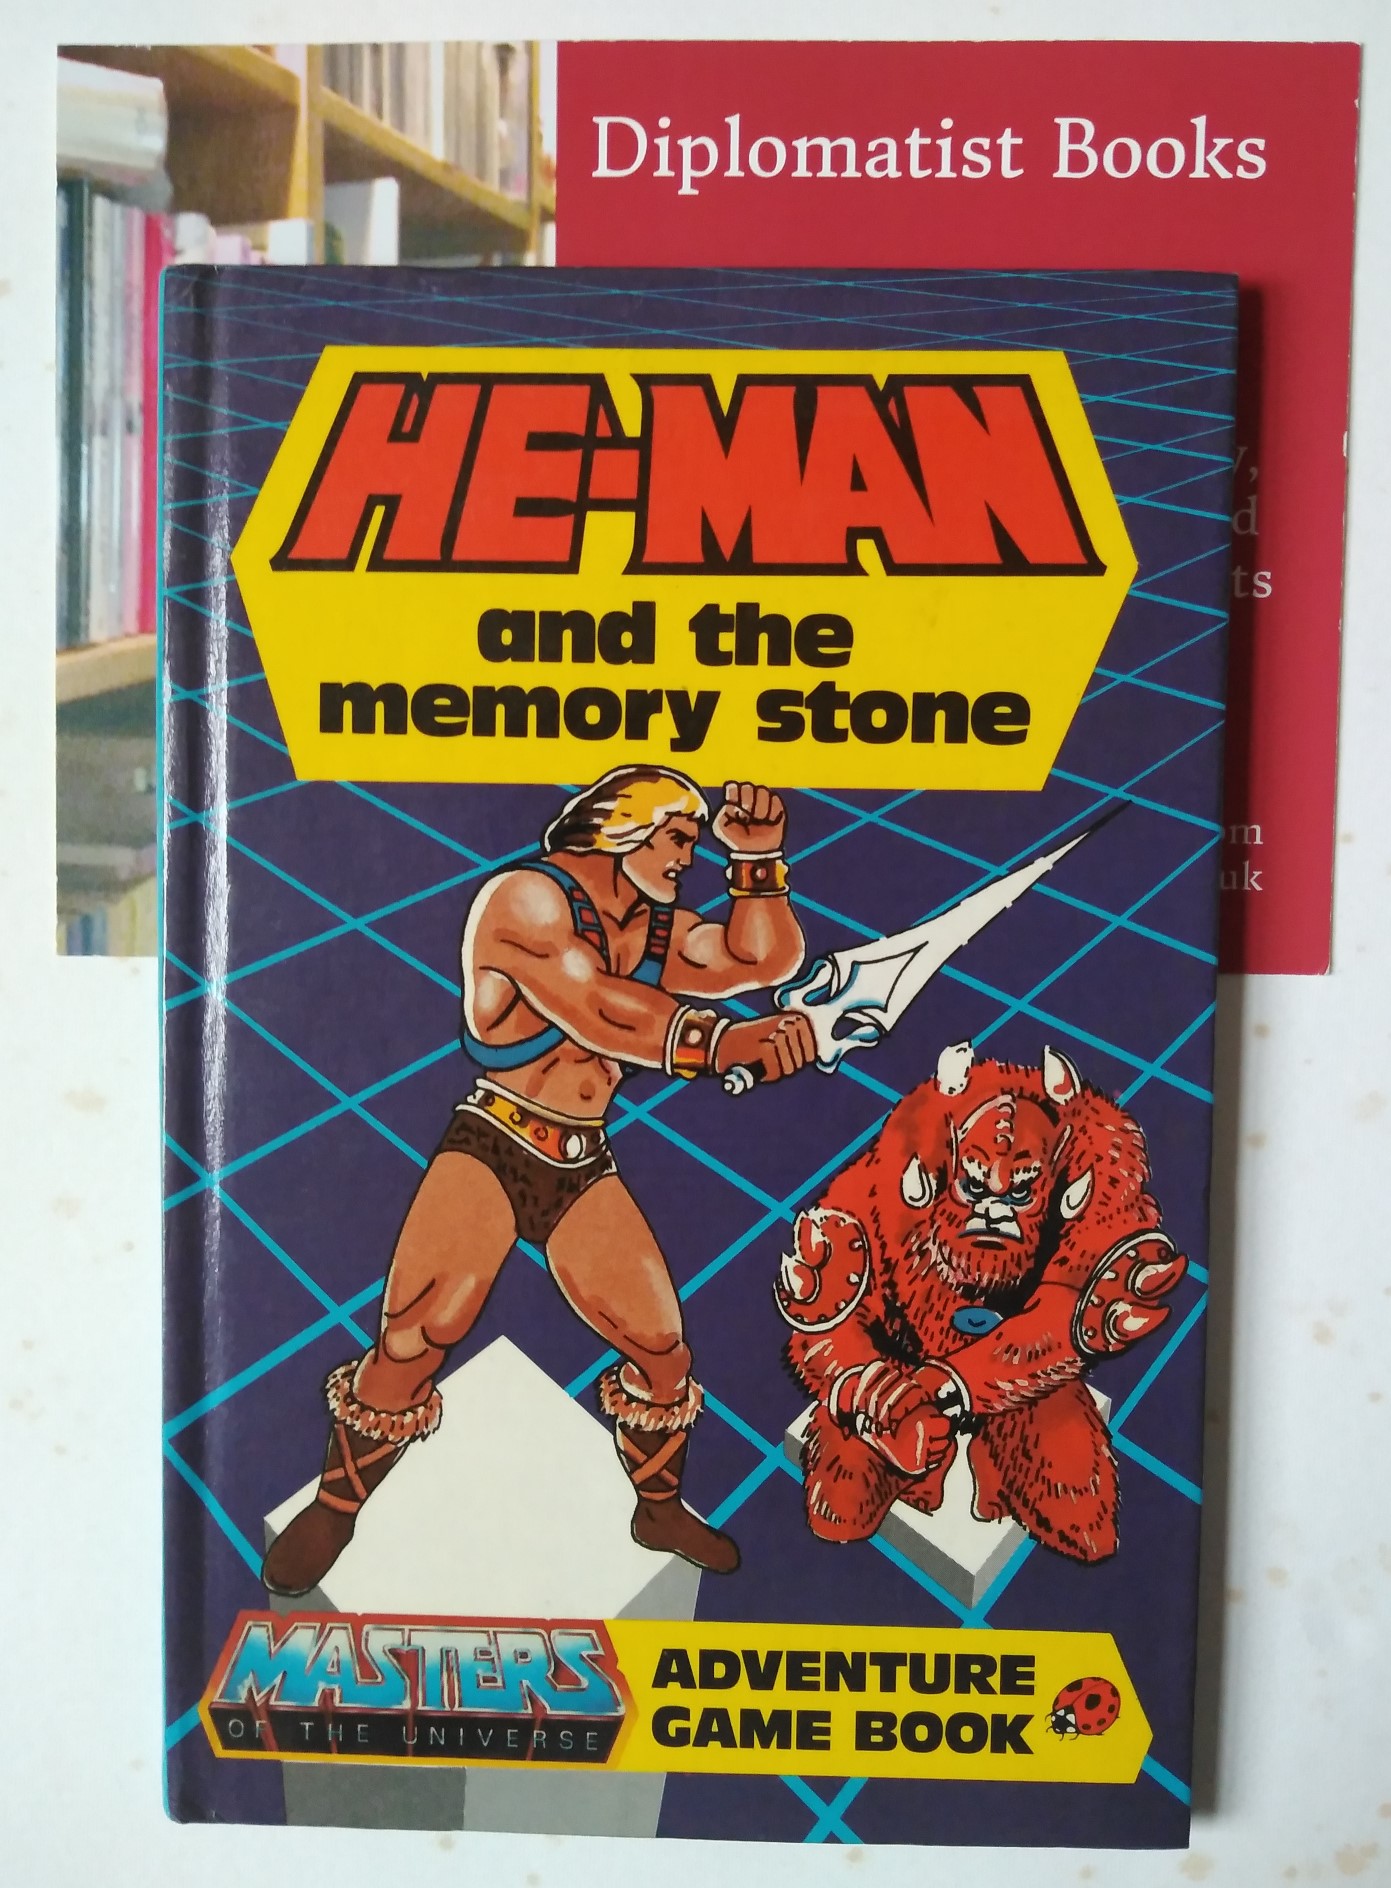 Diplomatist Books
HE-MAN
and the
memory stone
MASTERS
OF THE UNIVERSE
ADVENTURE
GAME BOOK